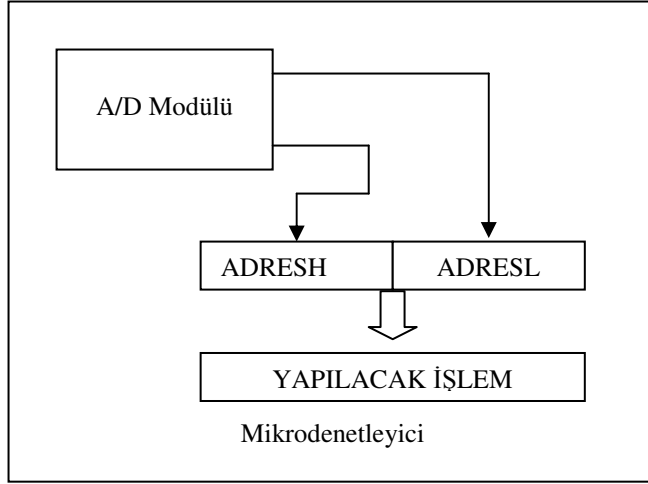 A/D Modülü
ADRESH
ADRESL
YAPILACAK İŞLEM
Mikrodenetleyici